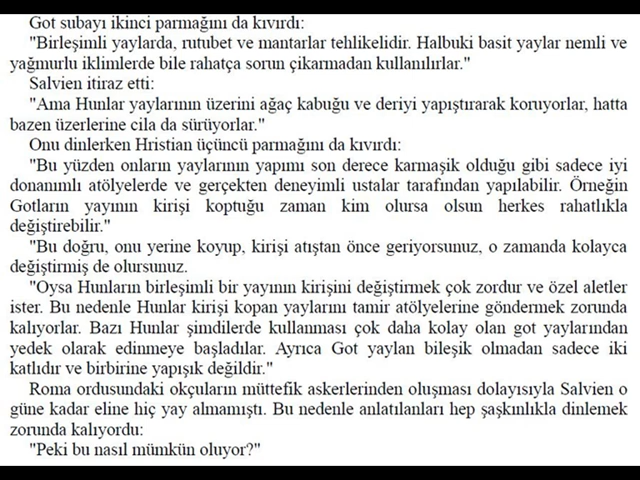 Got subayı ikinci parmağını da kıvırdı:
"Birleşimli yaylarda, rutubet ve mantarlar tehlikelidir. Halbuki basit yaylar nemli ve
yağmurlu iklimlerde bile rahatça sorun çikarmadan kullanılırlar."
Salvien itiraz etti:
"Ama Hunlar yaylarının üzerini ağaç kabuğu ve deriyi yapıştırarak koruyorlar, hatta
bazen üzerlerine cila da sürüyorlar."
Onu dinlerken Hristian üçüncü parmağını da kıvırdı:
"Bu yüzden onların yaylarının yapımı son derece karmaşik olduğu gibi sadece iyi
donanımlı atölyelerde ve gerçekten deneyimli ustalar tarafından yapılabilir. Örneğin
Gotların yayının kirişi koptuğu zaman kim olursa olsun herkes rahatlıkla
değiştirebilir."
"Bu doğru, onu yerine koyup, kirişi atıştan önce geriyorsunuz, o zamanda kolayca
değiştirmiş de olursunuz.
"Oysa Hunların birleşimli bir yayının kirişini değiştirmek çok zordur ve özel aletler
ister. Bu nedenle Hunlar kirişi kopan yaylarını tamir atölyelerine göndermek zorunda
kalıyorlar. Bazı Hunlar şimdilerde kullanması çok daha kolay olan got yaylarından
yedek olarak edinmeye başladılar. Ayrıca Got yaylan bileşik olmadan sadece iki
katlıdır ve birbirine yapışık değildir."
Roma ordusundaki okçuların müttefik askerlerinden oluşması dolayısıyla Salvien o
güne kadar eline hiç yay almamıştı. Bu nedenle anlatılanları hep şaşkınlıkla dinlemek
zorunda kalıyordu:
"Peki bu nasıl mümkün oluyor?"